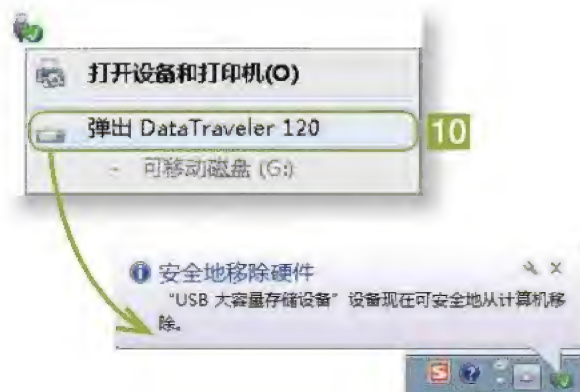 打开设备和打印机(O)
弹出 DataTraveler 120
10
- 可移动磁盘 (G:)
安全地移除硬件
“USB 大容量存储设备”设备现在可安全地从计算机移
除。